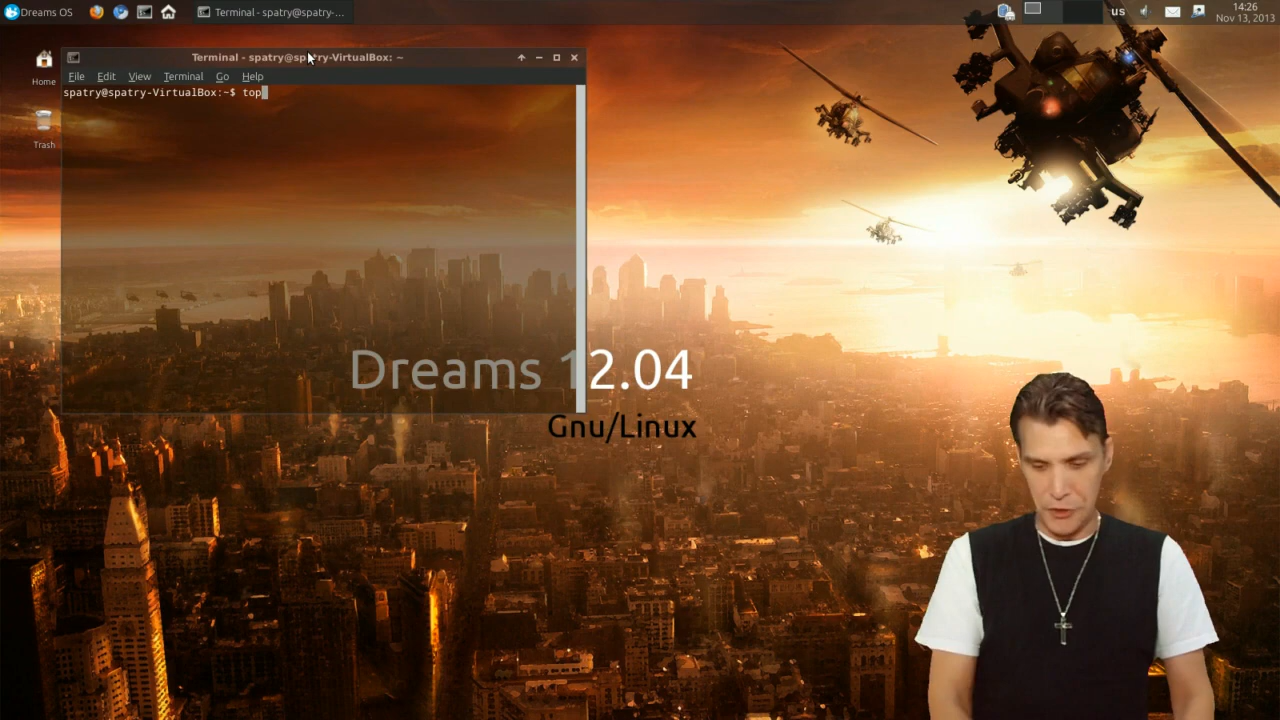 Dreams OS
Terminal - spatry@spatry-...
us
14:26
Nov 13, 2013
Home
Trash
Terminal - spatry@spatry-VirtualBox: ~
File Edit View Terminal Go Help
spatry@spatry-VirtualBox:~$ top
Dreams 12.04
Gnu/Linux